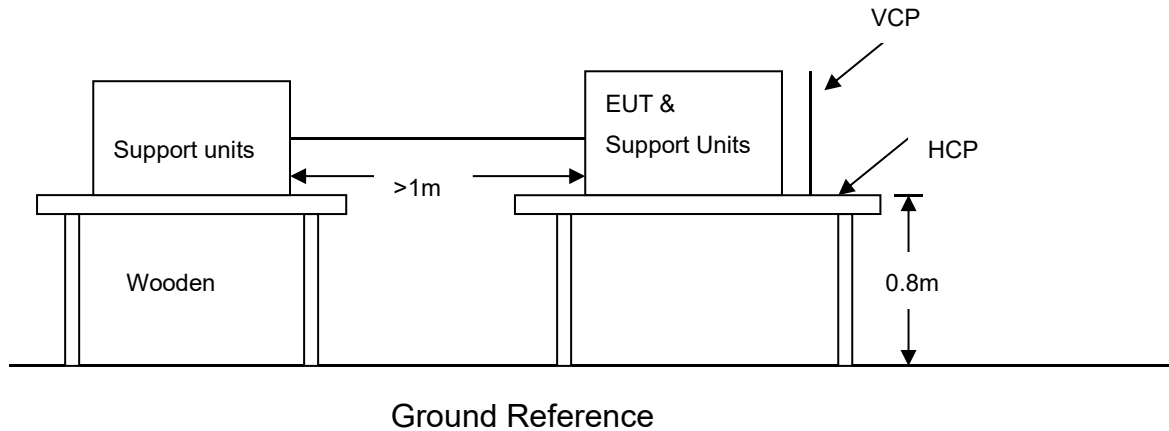 VCP
EUT &
Support Units
Support units
HCP
>1m
Wooden
0.8m
Ground Reference